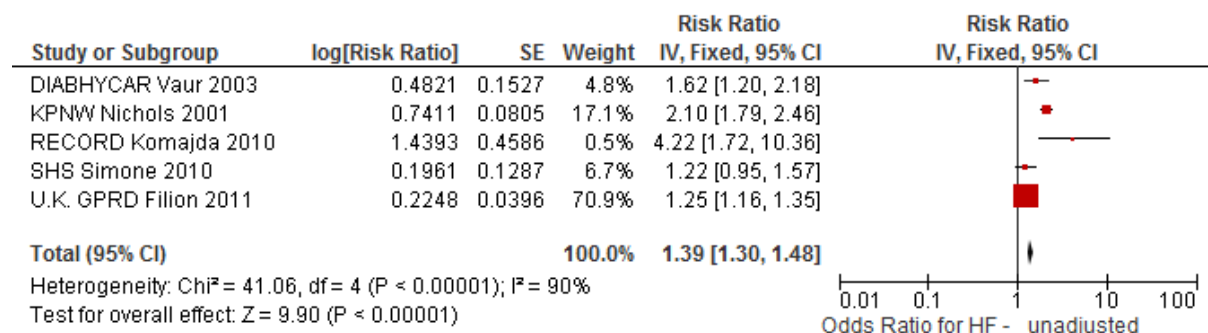 Risk Ratio Risk Ratio
Study or Subgroup log[Risk Ratio] SE Weight IV, Fixed, 95% CI IV, Fixed, 95% CI
DIABHYCAR Vaur 2003 0.4821 0.1527 4.8% 1.62 [1.20, 2.18]
KPNW Nichols 2001 0.7411 0.0805 17.1% 2.10 [1.79, 2.46]
RECORD Komajda 2010 1.4393 0.4586 0.5% 4.22 [1.72, 10.36]
SHS Simone 2010 0.1961 0.1287 6.7% 1.22 [0.95, 1.57]
U.K. GPRD Filion 2011 0.2248 0.0396 70.9% 1.25 [1.16, 1.35]
Total (95% CI) 100.0% 1.39 [1.30, 1.48]
Heterogeneity: Chi² = 41.06, df = 4 (P < 0.00001); I² = 90%
Test for overall effect: Z = 9.90 (P < 0.00001)
0.01 0.1 1 10 100
Odds Ratio for HF - unadjusted